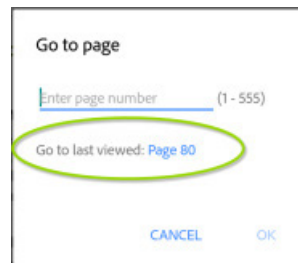 Go to page
Enter page number (1 - 555)
Go to last viewed: Page 80
CANCEL OK